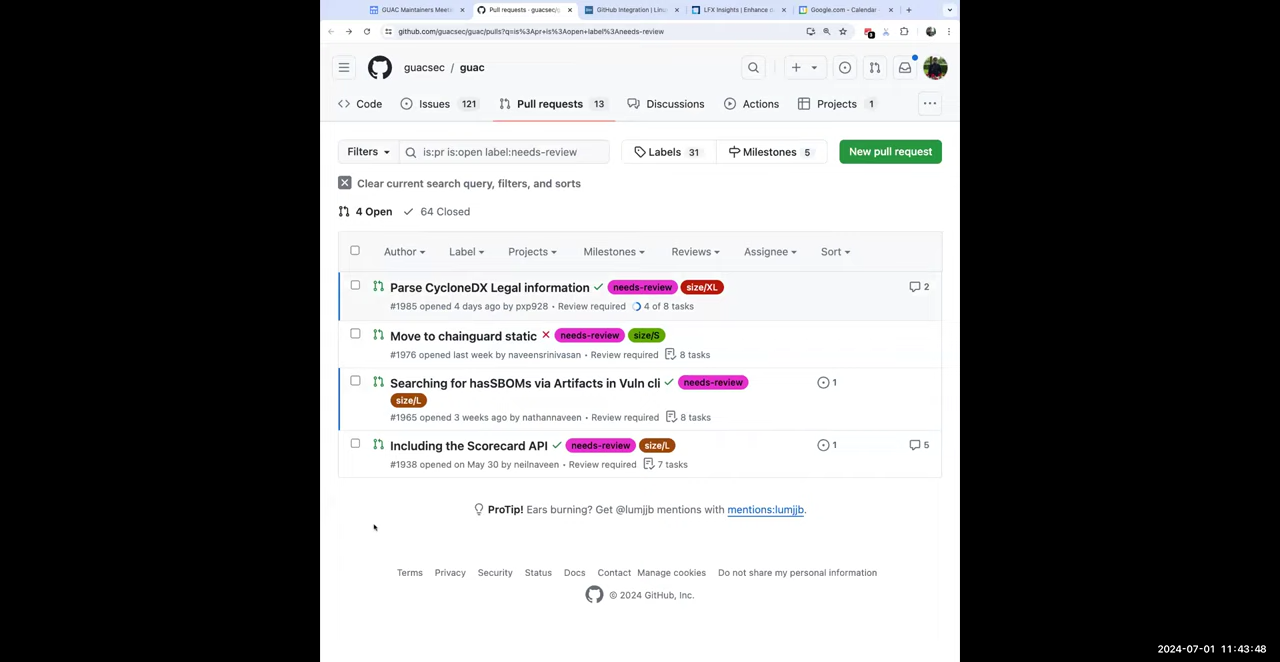 GUAC Maintainers Meeti
Pull requests · guacsec/g
GitHub Integration | Linu
LFX Insights | Enhance n
Google.com - Calendar
github.com/guacsec/guac/pulls?q=is%3Apr+is%3Aopen+label%3Aneeds-review
guacsec / guac
Code Issues 121 Pull requests 13 Discussions Actions Projects 1
Filters is:pr is:open label:needs-review Labels 31 Milestones 5 New pull request
Clear current search query, filters, and sorts
4 Open 64 Closed
Author Label Projects Milestones Reviews Assignee Sort
Parse CycloneDX Legal information needs-review size/XL 2
#1985 opened 4 days ago by pxp928 • Review required 4 of 8 tasks
Move to chainguard static needs-review size/S
#1976 opened last week by naveensrinivasan • Review required 8 tasks
Searching for hasSBOMs via Artifacts in Vuln cli needs-review 1
size/L
#1965 opened 3 weeks ago by nathannaveen • Review required 8 tasks
Including the Scorecard API needs-review size/L 1 5
#1938 opened on May 30 by neilnaveen • Review required 7 tasks
ProTip! Ears burning? Get @lumjjb mentions with mentions:lumjjb.
Terms Privacy Security Status Docs Contact Manage cookies Do not share my personal information
© 2024 GitHub, Inc.
2024-07-01 11:43:48